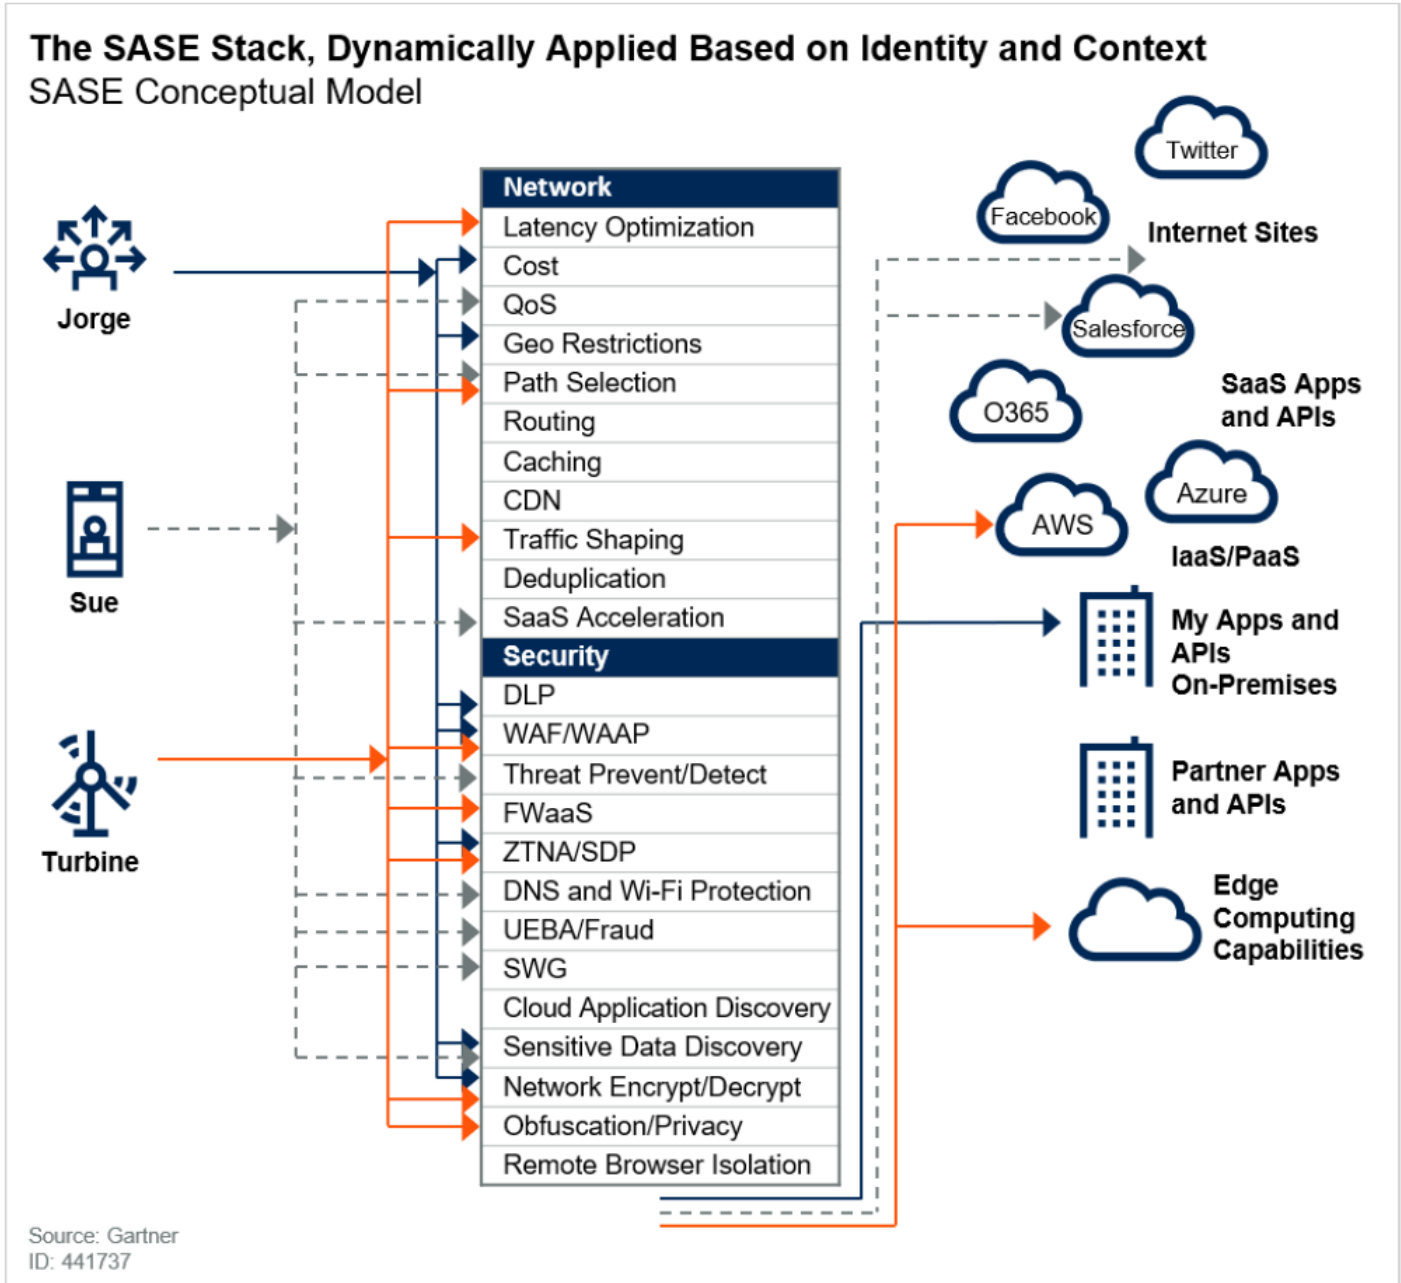 The SASE Stack, Dynamically Applied Based on Identity and Context
SASE Conceptual Model
Jorge
Sue
Turbine
Network
Latency Optimization
Cost
QoS
Geo Restrictions
Path Selection
Routing
Caching
CDN
Traffic Shaping
Deduplication
SaaS Acceleration
Security
DLP
WAF/WAAP
Threat Prevent/Detect
FWaaS
ZTNA/SDP
DNS and Wi-Fi Protection
UEBA/Fraud
SWG
Cloud Application Discovery
Sensitive Data Discovery
Network Encrypt/Decrypt
Obfuscation/Privacy
Remote Browser Isolation
Twitter
Facebook
Internet Sites
Salesforce
O365
SaaS Apps
and APIs
Azure
AWS
IaaS/PaaS
My Apps and
APIs
On-Premises
Partner Apps
and APIs
Edge
Computing
Capabilities
Source: Gartner
ID: 441737